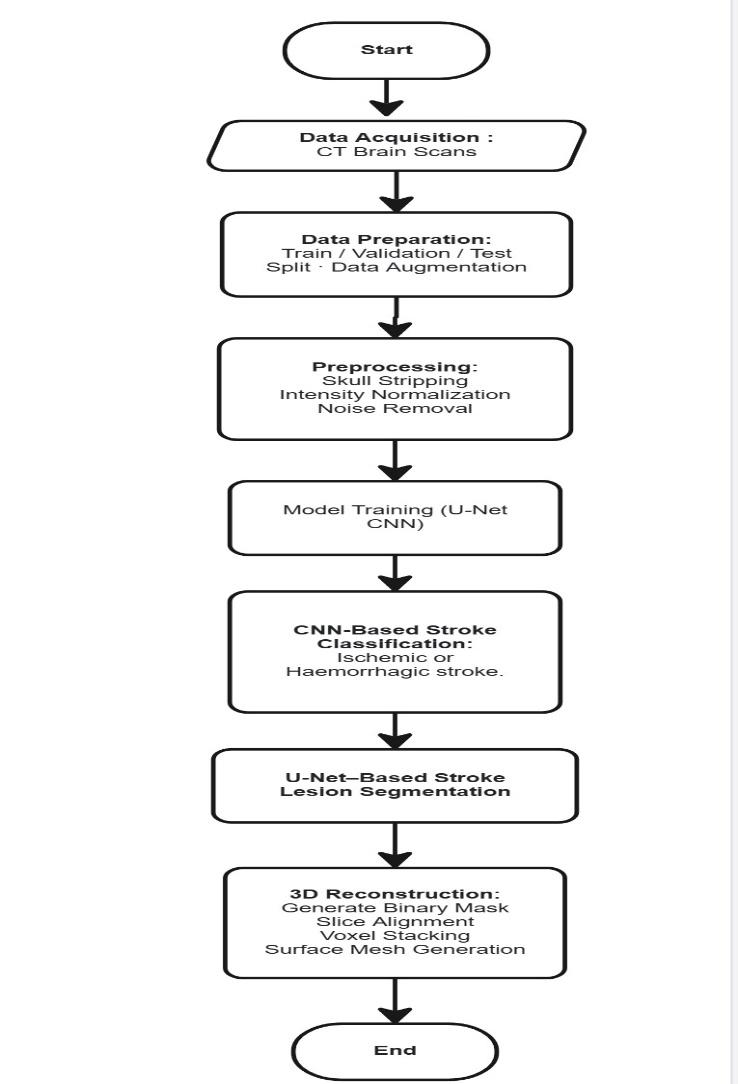 Start
Data Acquisition :
CT Brain Scans
Data Preparation:
Train / Validation / Test
Split · Data Augmentation
Preprocessing:
Skull Stripping
Intensity Normalization
Noise Removal
Model Training (U-Net
CNN)
CNN-Based Stroke
Classification:
Ischemic or
Haemorrhagic stroke.
U-Net–Based Stroke
Lesion Segmentation
3D Reconstruction:
Generate Binary Mask
Slice Alignment
Voxel Stacking
Surface Mesh Generation
End